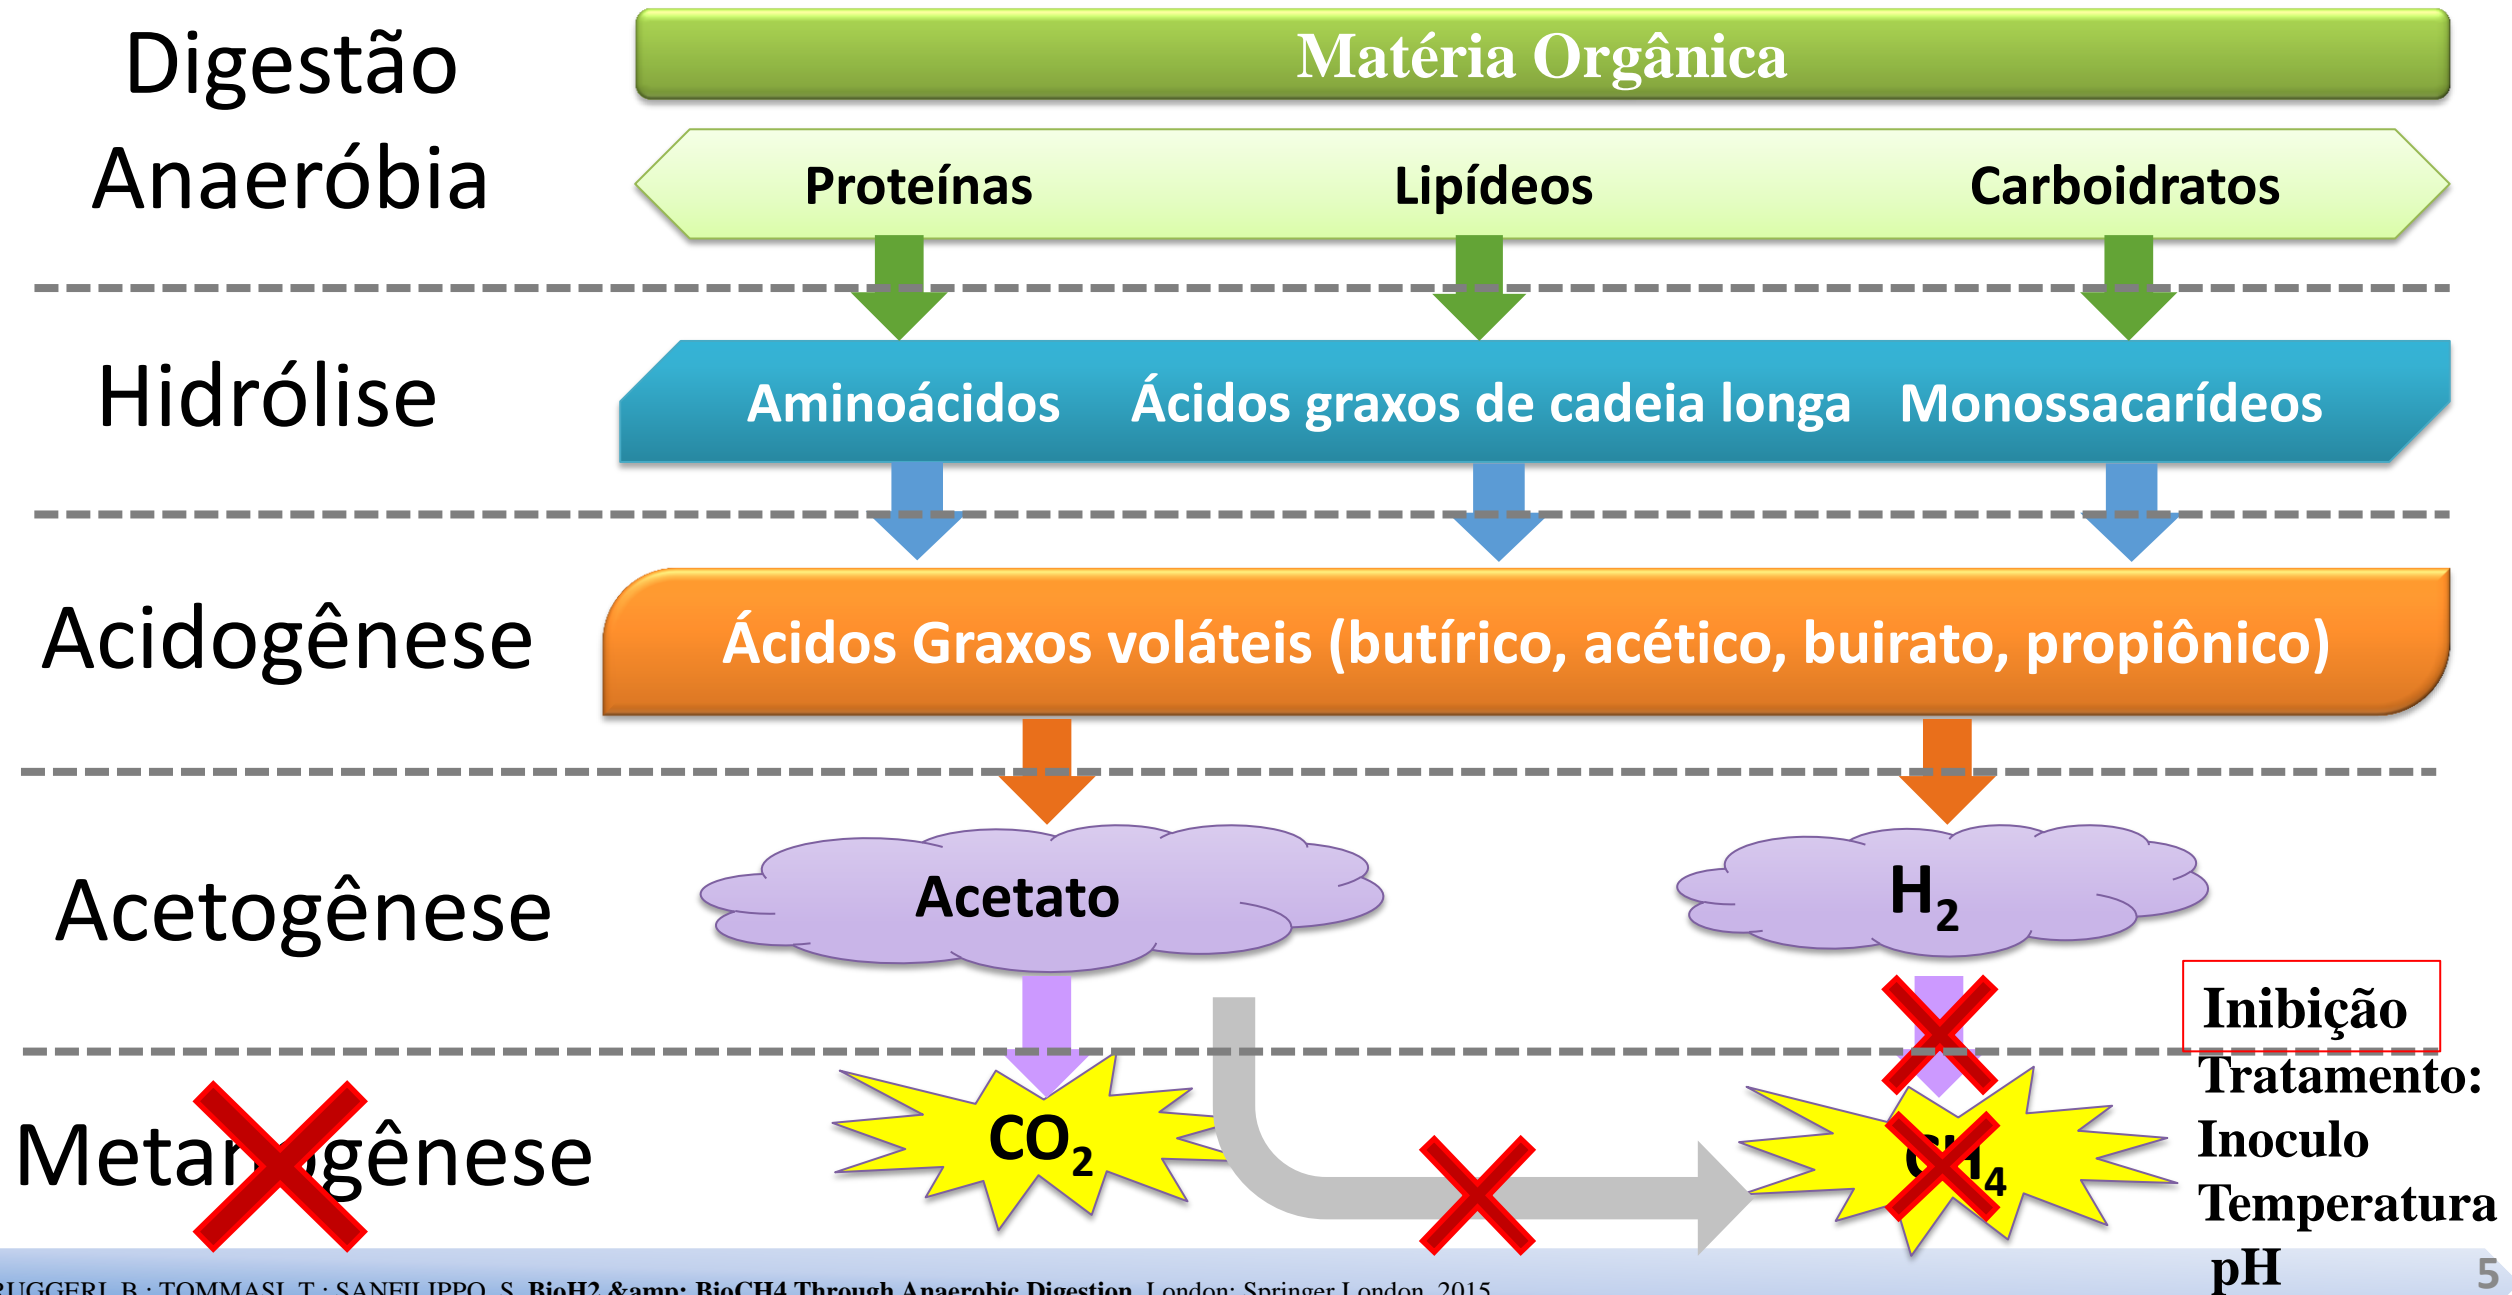 Digestão
Anaeróbia
Matéria Orgânica
Proteínas Lipídeos Carboidratos
Hidrólise
Aminoácidos Ácidos graxos de cadeia longa Monossacarídeos
Acidogênese
Ácidos Graxos voláteis (butírico, acético, buirato, propiônico)
Acetogênese
Acetato
H2
Inibição
Tratamento:
Inoculo
Temperatura
pH
Metanogênese
CO2
CH4
RUGGERI, B.; TOMMASI, T.; SANFILIPPO, S. BioH2 &amp; BioCH4 Through Anaerobic Digestion. London: Springer London, 2015.
5